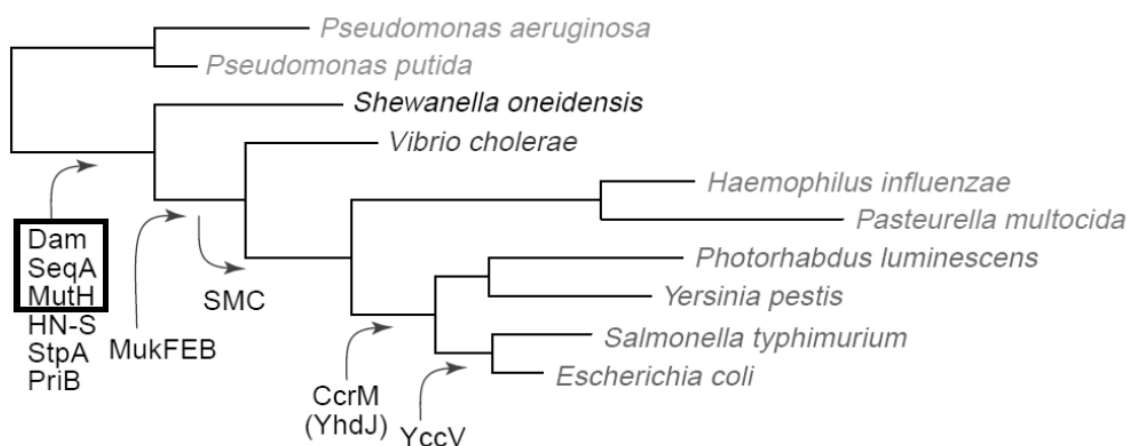 Pseudomonas aeruginosa
Pseudomonas putida
Shewanella oneidensis
Vibrio cholerae
Haemophilus influenzae
Pasteurella multocida
Photorhabdus luminescens
Yersinia pestis
Salmonella typhimurium
Escherichia coli
Dam
SeqA
MutH
HN-S
StpA
PriB
MukFEB
SMC
CcrM
(YhdJ)
YccV